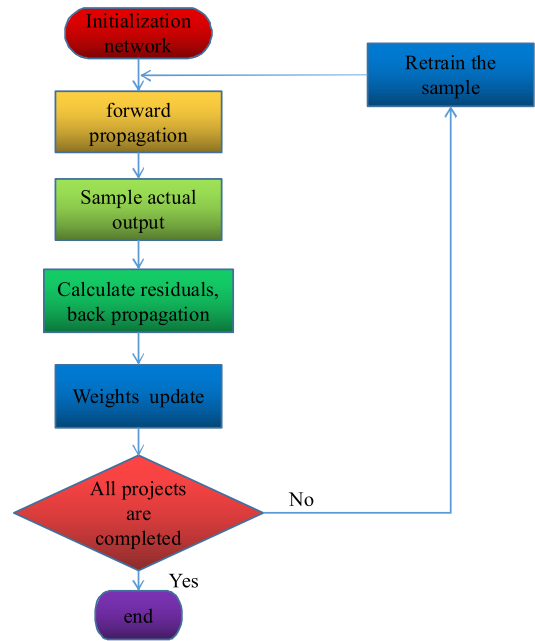 Initialization
network
Retrain the
sample
forward
propagation
Sample actual
output
Calculate residuals,
back propagation
Weights update
All projects
are
completed
No
Yes
end